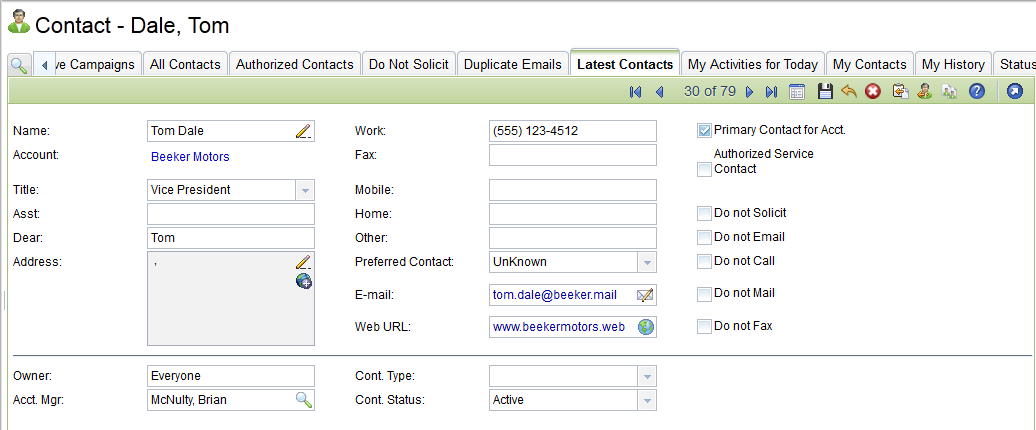 Contact - Dale, Tom
ve Campaigns All Contacts Authorized Contacts Do Not Solicit Duplicate Emails Latest Contacts My Activities for Today My Contacts My History Status
30 of 79
Name: Tom Dale Work: (555) 123-4512 Primary Contact for Acct.
Account: Beeker Motors Fax: Authorized Service
Contact
Title: Vice President Mobile:
Asst: Home: Do not Solicit
Dear: Tom Other: Do not Email
Address: , Preferred Contact: UnKnown Do not Call
E-mail: tom.dale@beeker.mail Do not Mail
Web URL: www.beekermotors.web Do not Fax
Owner: Everyone Cont. Type:
Acct. Mgr: McNulty, Brian Cont. Status: Active